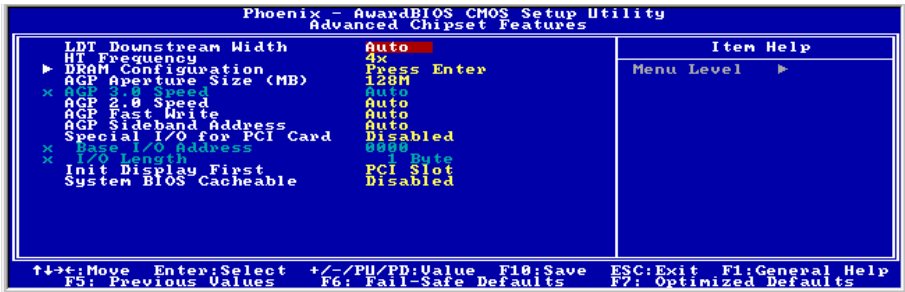 Phoenix - AwardBIOS CMOS Setup Utility
Advanced Chipset Features
LDT Downstream Width Auto
HT Frequency 4x
► DRAM Configuration Press Enter
AGP Aperture Size (MB) 128M
x AGP 3.0 Speed Auto
AGP 2.0 Speed Auto
AGP Fast Write Auto
AGP Sideband Address Auto
Special I/O for PCI Card Disabled
x Base I/O Address 0000
x I/O Length 1 Byte
Init Display First PCI Slot
System BIOS Cacheable Disabled
Item Help
Menu Level ►
↑↓→←:Move Enter:Select +/-/PU/PD:Value F10:Save ESC:Exit F1:General Help
F5: Previous Values F6: Fail-Safe Defaults F7: Optimized Defaults